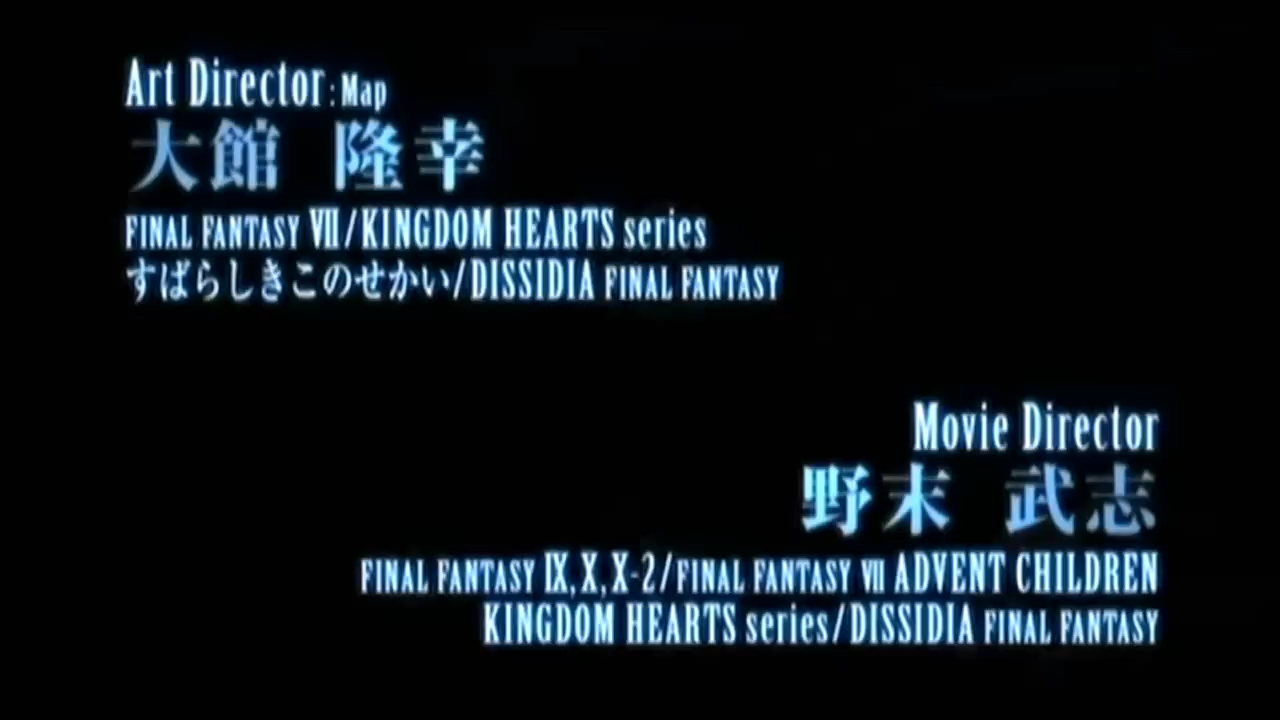 Art Director:Map
大館 隆幸
FINAL FANTASY Ⅶ/KINGDOM HEARTS series
すばらしきこのせかい/DISSIDIA FINAL FANTASY
Movie Director
野末 武志
FINAL FANTASY Ⅸ,Ⅹ,Ⅹ-2/FINAL FANTASY Ⅶ ADVENT CHILDREN
KINGDOM HEARTS series/DISSIDIA FINAL FANTASY